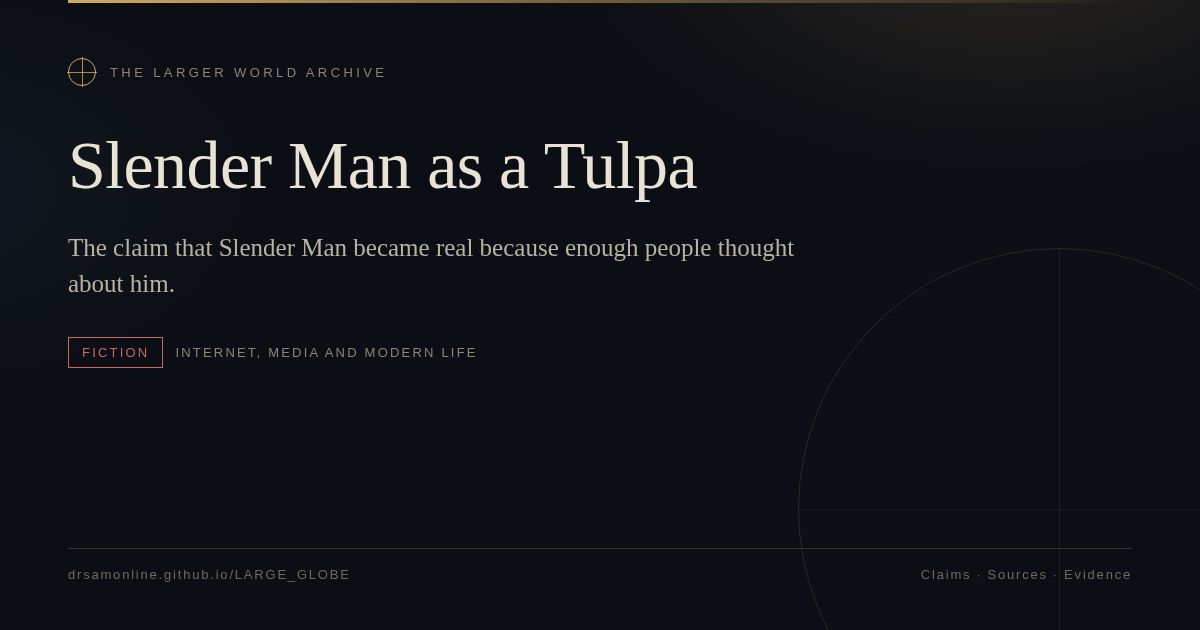 THE LARGER WORLD ARCHIVE
Slender Man as a Tulpa
The claim that Slender Man became real because enough people thought
about him.
FICTION
INTERNET, MEDIA AND MODERN LIFE
drsamonline.github.io/LARGE_GLOBE
Claims · Sources · Evidence